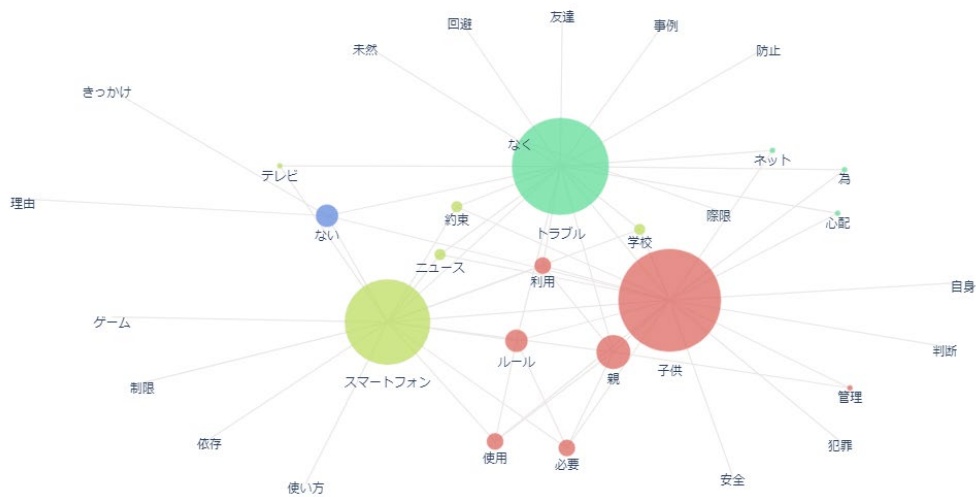 友達
回避
事例
未然
防止
きっかけ
なく
ネット
テレビ
為
理由
約束
際限
心配
ない
トラブル
学校
ニュース
利用
自身
ゲーム
判断
ルール
スマートフォン
親
子供
制限
管理
依存
犯罪
使用
必要
安全
使い方